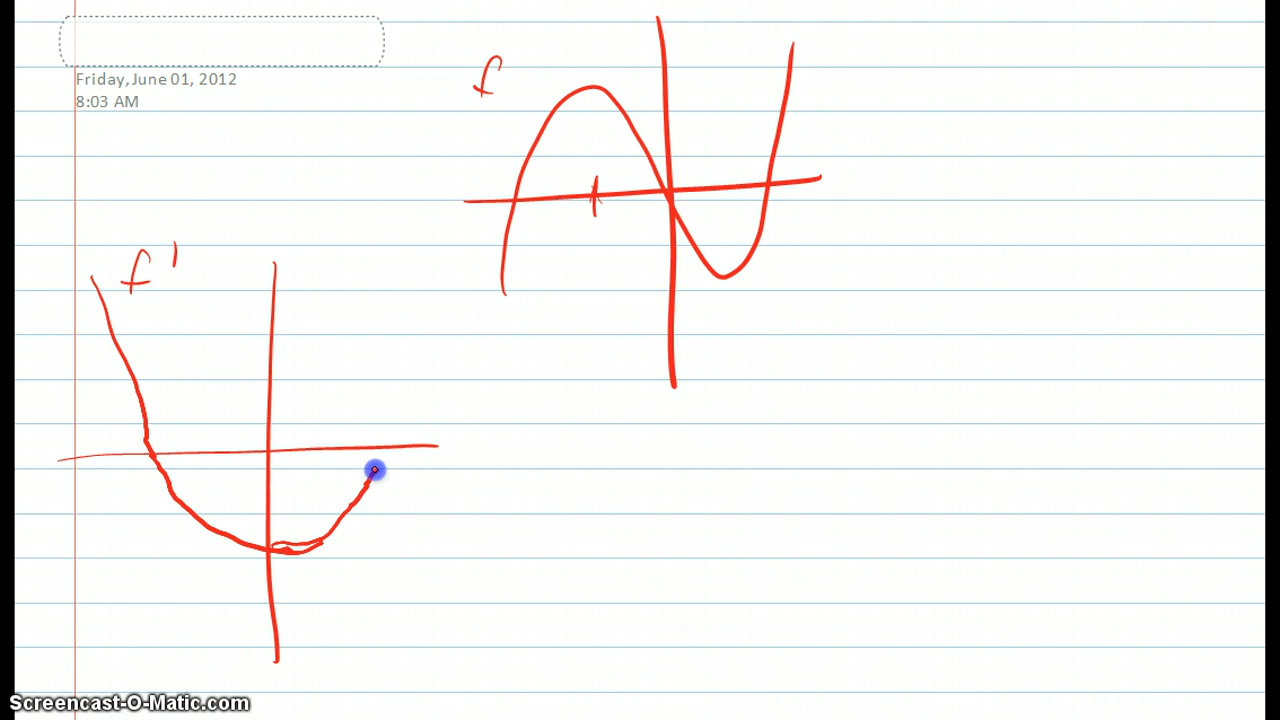 Friday, June 01, 2012
8:03 AM
f
f'
Screencast-O-Matic.com